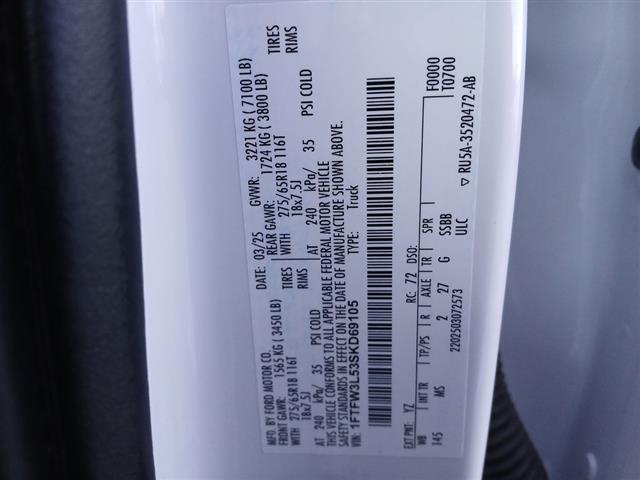 MFD. BY FORD MOTOR CO.
DATE: 03/25 GVWR: 3221 KG ( 7100 LB)
FRONT GAWR: 1565 KG ( 3450 LB) REAR GAWR: 1724 KG ( 3800 LB)
WITH 275/65R18 116T TIRES WITH 275/65R18 116T TIRES
18x7.5J RIMS 18x7.5J RIMS
AT 240 kPa/ 35 PSI COLD AT 240 kPa/ 35 PSI COLD
THIS VEHICLE CONFORMS TO ALL APPLICABLE FEDERAL MOTOR VEHICLE
SAFETY STANDARDS IN EFFECT ON THE DATE OF MANUFACTURE SHOWN ABOVE.
VIN: 1FTFW3L53SKD69105 TYPE: Truck
F0000
T0700
EXT PNT: YZ RC: 72 DSO:
WB INT TR TP/PS R AXLE TR SPR
145 MS 2 27 G SSBB
2202503072573 ULC
▽ RU5A-3520472-AB